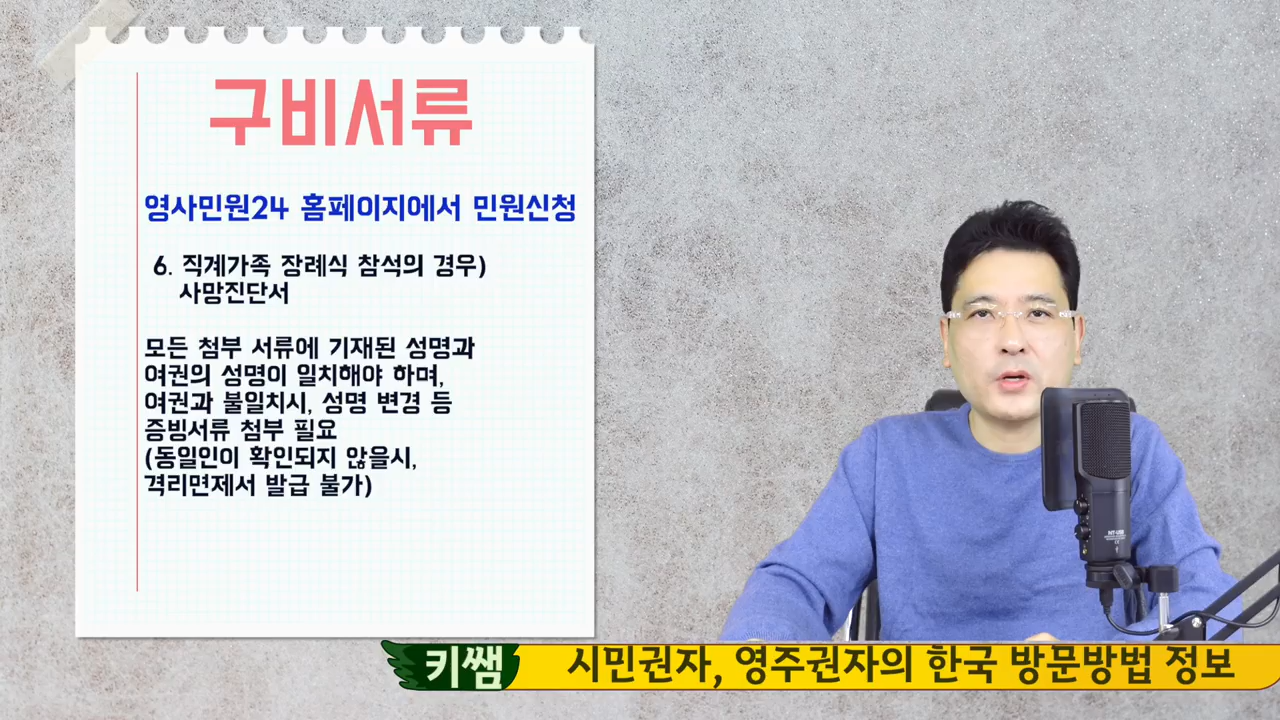 구비서류
영사민원24 홈페이지에서 민원신청
6. 직계가족 장례식 참석의 경우)
사망진단서
모든 첨부 서류에 기재된 성명과
여권의 성명이 일치해야 하며,
여권과 불일치시, 성명 변경 등
증빙서류 첨부 필요
(동일인이 확인되지 않을시,
격리면제서 발급 불가)
키쌤
시민권자, 영주권자의 한국 방문방법 정보